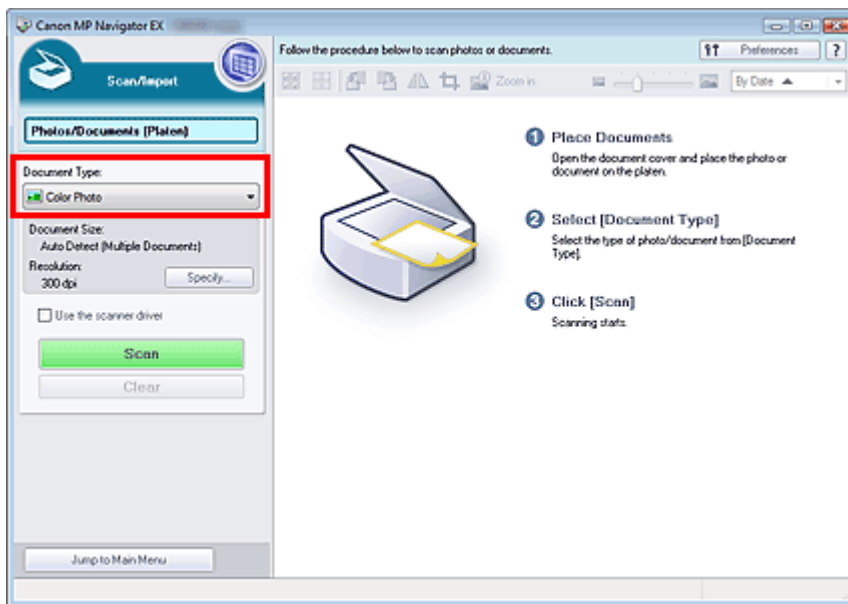 Canon MP Navigator EX
Scan/Import
Photos/Documents (Platen)
Document Type:
Color Photo
Document Size:
Auto Detect (Multiple Documents)
Resolution:
300 dpi
Specify...
Use the scanner driver
Scan
Clear
Jump to Main Menu
Follow the procedure below to scan photos or documents.
Preferences
?
Zoom in
By Date
1 Place Documents
Open the document cover and place the photo or
document on the platen.
2 Select [Document Type]
Select the type of photo/document from [Document
Type].
3 Click [Scan]
Scanning starts.